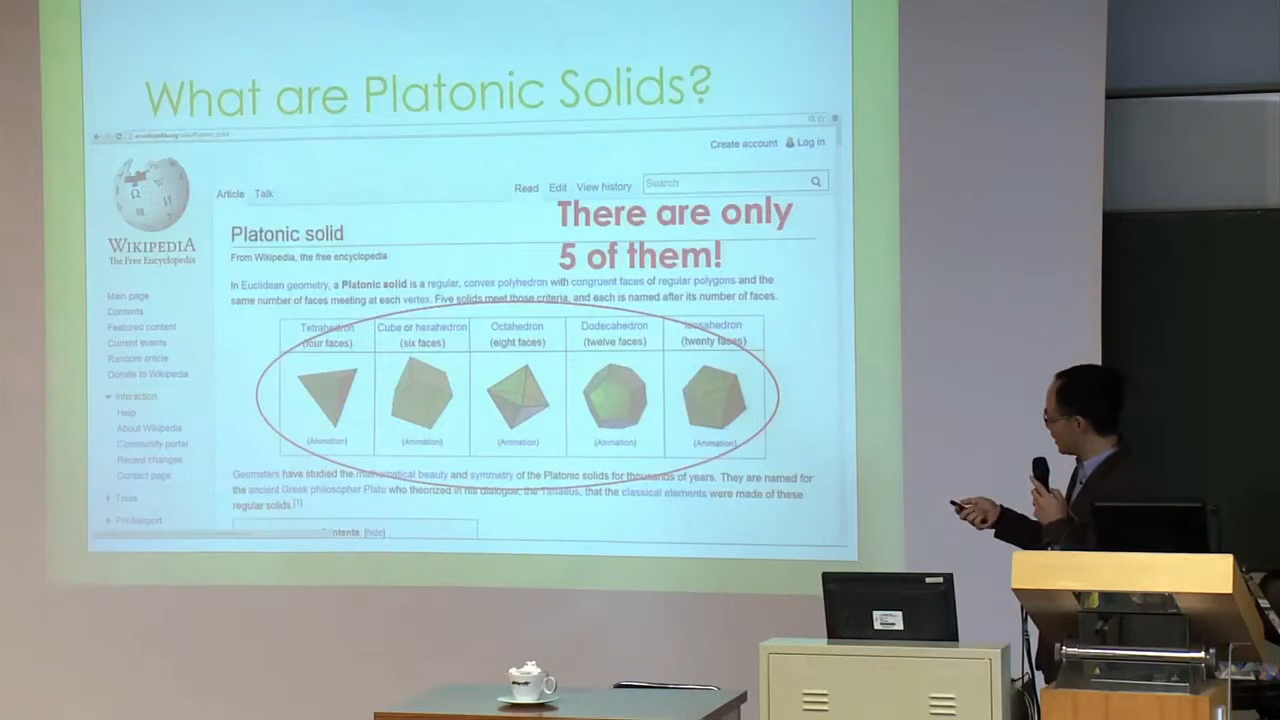 What are Platonic Solids?
Create account Log in
Article Talk
Read Edit View history Search
There are only
5 of them!
WIKIPEDIA
The Free Encyclopedia
Platonic solid
From Wikipedia, the free encyclopedia
In Euclidean geometry, a Platonic solid is a regular, convex polyhedron with congruent faces of regular polygons and the
same number of faces meeting at each vertex. Five solids meet those criteria, and each is named after its number of faces.
Main page
Contents
Featured content
Current events
Random article
Donate to Wikipedia
Interaction
Help
About Wikipedia
Community portal
Recent changes
Contact page
Tools
Print/export
Tetrahedron
(four faces)
Cube or hexahedron
(six faces)
Octahedron
(eight faces)
Dodecahedron
(twelve faces)
Icosahedron
(twenty faces)
(Animation) (Animation) (Animation) (Animation) (Animation)
Geometers have studied the mathematical beauty and symmetry of the Platonic solids for thousands of years. They are named for
the ancient Greek philosopher Plato who theorized in his dialogue, the Timaeus, that the classical elements were made of these
regular solids.[1]
Contents [hide]